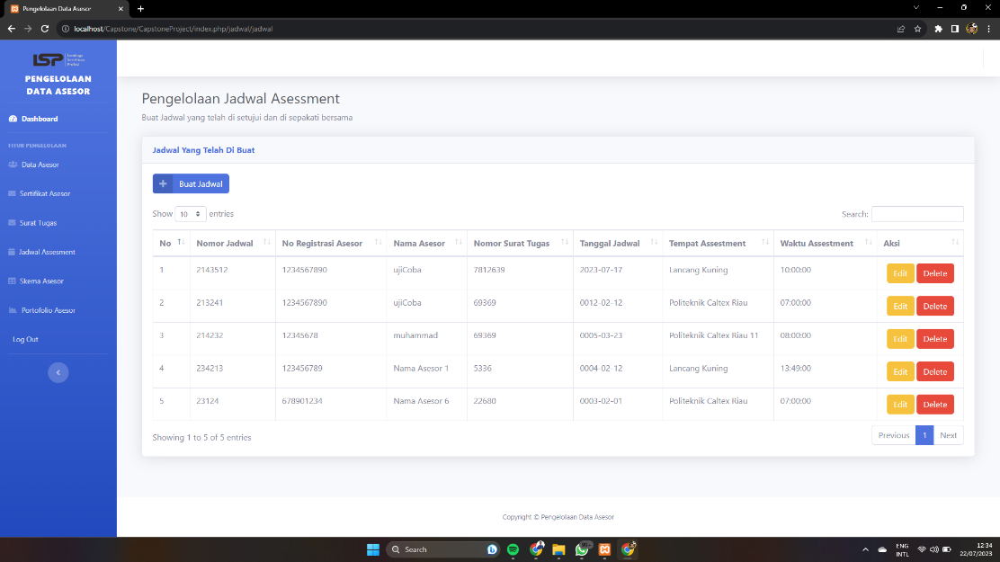 Pengelolaan Data Asesor
localhost/Capstone/CapstoneProject/index.php/jadwal/jadwal
LSP Lembaga Sertifikasi Profesi
PENGELOLAAN
DATA ASESOR
Dashboard
TITUR PENGELOLAAN
Data Asesor
Sertifikat Asesor
Surat Tugas
Jadwal Assesment
Skema Asesor
Portofolio Asesor
Log Out
Pengelolaan Jadwal Asessment
Buat Jadwal yang telah di setujui dan di sepakati bersama
Jadwal Yang Telah Di Buat
Buat Jadwal
Show 10 entries
Search:
No Nomor Jadwal No Registrasi Asesor Nama Asesor Nomor Surat Tugas Tanggal Jadwal Tempat Assestment Waktu Assestment Aksi
1 2143512 1234567890 ujiCoba 7812639 2023-07-17 Lancang Kuning 10:00:00 Edit Delete
2 213241 1234567890 ujiCoba 69369 0012-02-12 Politeknik Caltex Riau 07:00:00 Edit Delete
3 214232 12345678 muhammad 69369 0005-03-23 Politeknik Caltex Riau 11 08:00:00 Edit Delete
4 234213 123456789 Nama Asesor 1 5336 0004-02-12 Lancang Kuning 13:49:00 Edit Delete
5 23124 678901234 Nama Asesor 6 22680 0003-02-01 Politeknik Caltex Riau 07:00:00 Edit Delete
Showing 1 to 5 of 5 entries
Previous 1 Next
Copyright © Pengelolaan Data Asesor
Search
99+
ENG
INTL
12:34
22/07/2023